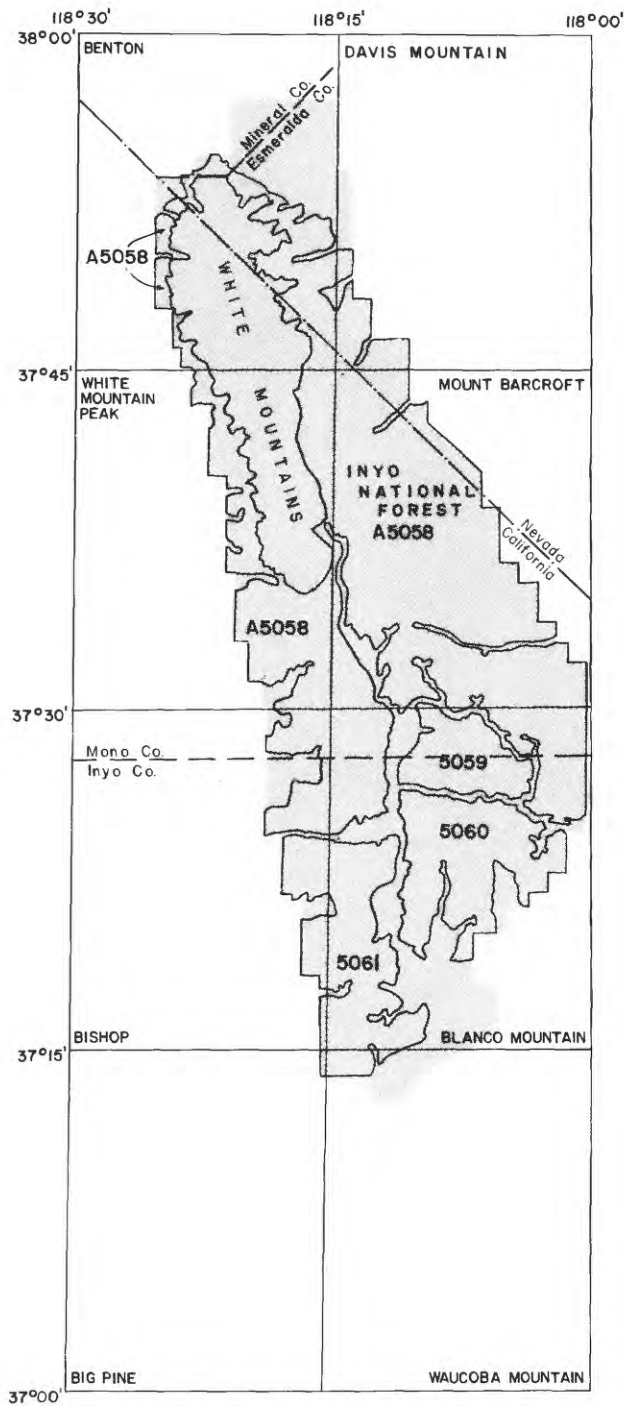 118°30' 118°15' 118°00'
38°00'
BENTON
DAVIS MOUNTAIN
Mineral Co.
Esmeralda Co.
A5058
WHITE
37°45'
WHITE
MOUNTAIN
PEAK
MOUNT BARCROFT
MOUNTAINS
INYO
NATIONAL
FOREST
A5058
Nevada
California
A5058
37°30'
Mono Co.
Inyo Co.
5059
5060
5061
BISHOP
BLANCO MOUNTAIN
37°15'
BIG PINE
WAUCOBA MOUNTAIN
37°00'